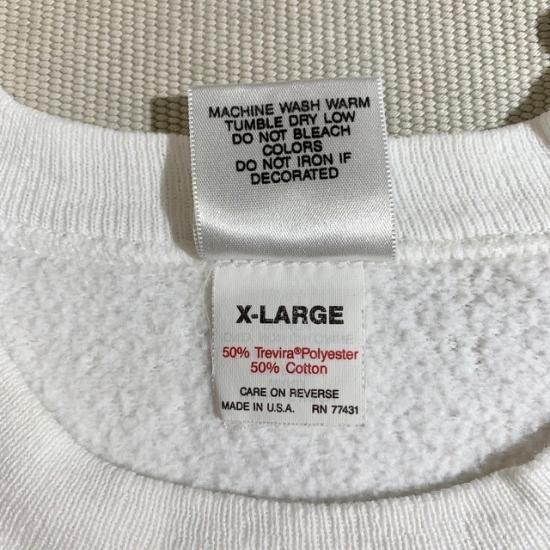 MACHINE WASH WARM
TUMBLE DRY LOW
DO NOT BLEACH
COLORS
DO NOT IRON IF
DECORATED
X-LARGE
50% Trevira®Polyester
50% Cotton
CARE ON REVERSE
MADE IN U.S.A. RN 77431